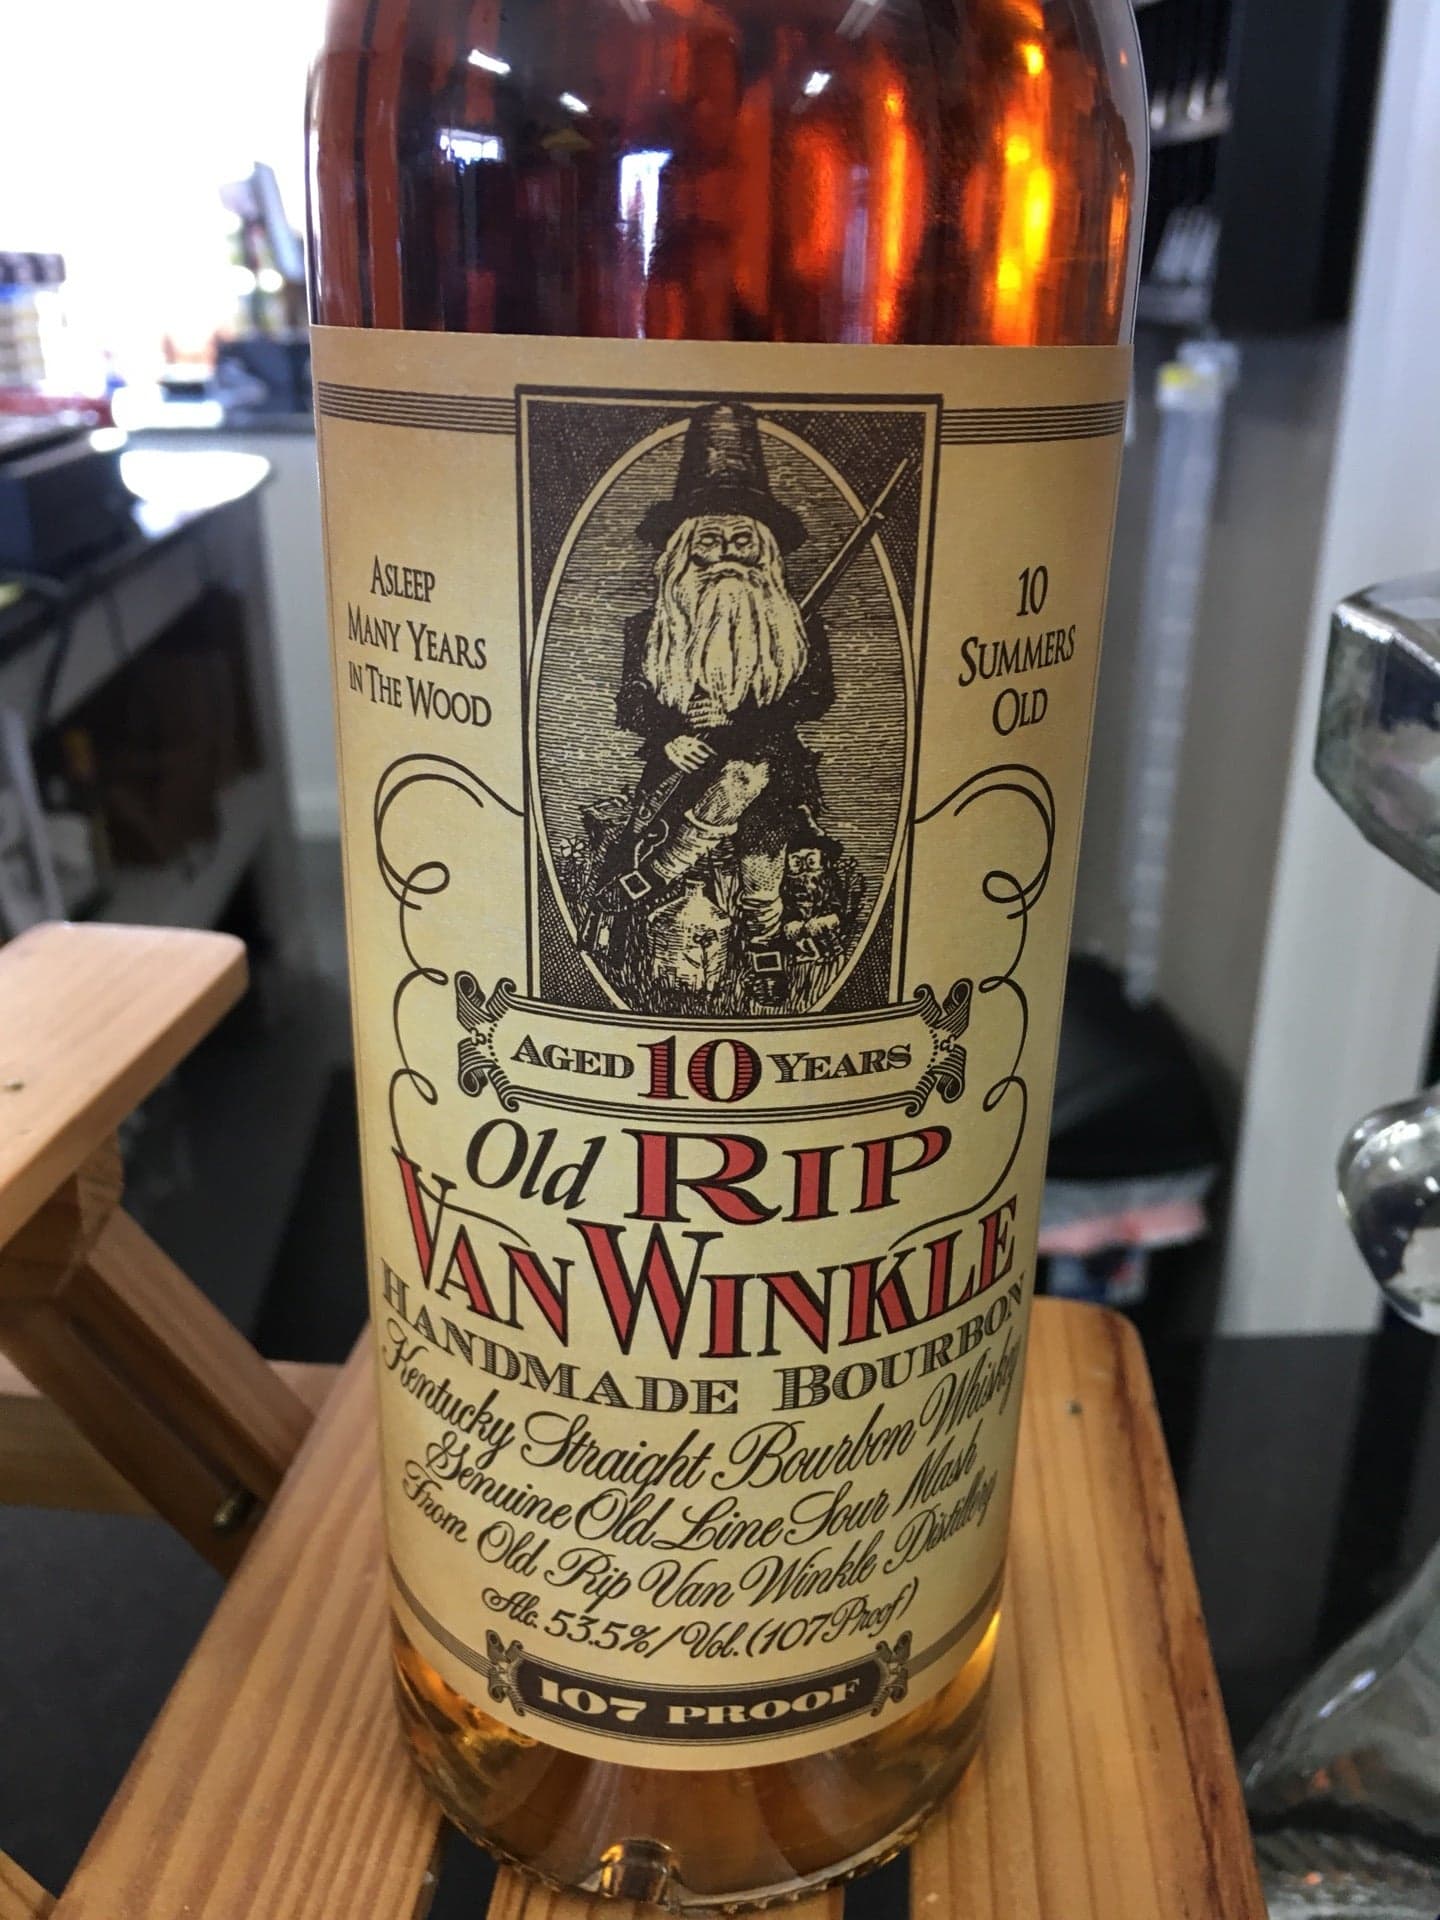 ASLEEP
MANY YEARS
IN THE WOOD
10
SUMMERS
OLD
AGED 10 YEARS
Old RIP
VAN WINKLE
HANDMADE BOURBON
Kentucky Straight Bourbon Whiskey
Genuine Old Line Sour Mash
From Old Rip Van Winkle Distillery
Alc. 53.5%/Vol. (107 Proof)
107 PROOF